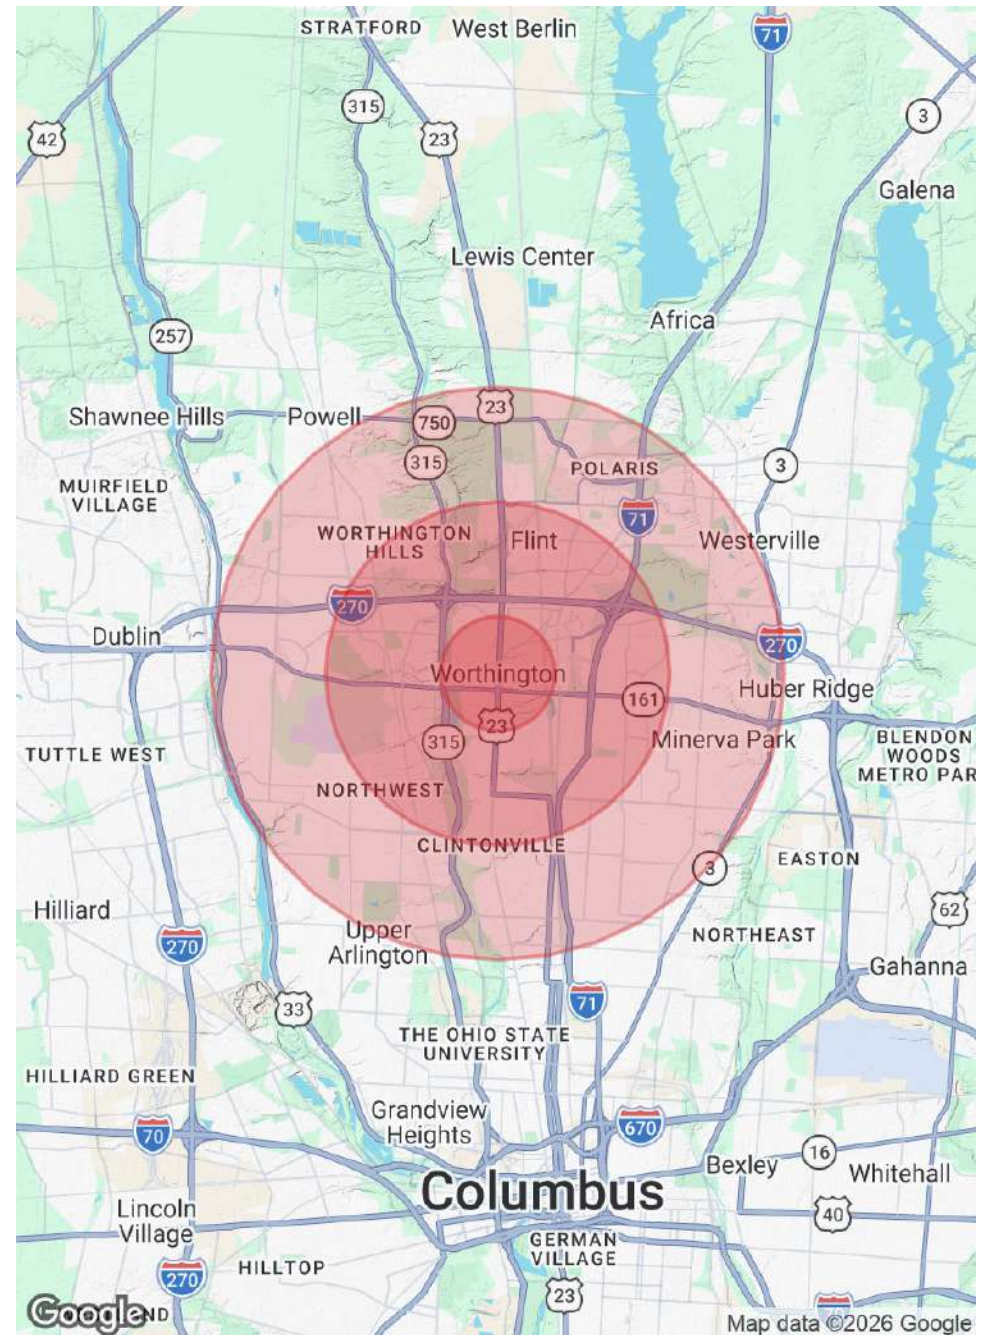 STRATFORD
West Berlin
71
315
3
42
23
Galena
Lewis Center
Africa
257
23
Shawnee Hills
Powell
750
315
POLARIS
3
MUIRFIELD
VILLAGE
71
WORTHINGTON
HILLS
Flint
Westerville
270
Dublin
270
Worthington
Huber Ridge
161
23
315
Minerva Park
BLENDON
WOODS
METRO PAR
TUTTLE WEST
NORTHWEST
CLINTONVILLE
EASTON
3
Hilliard
62
Upper
Arlington
270
NORTHEAST
Gahanna
71
33
THE OHIO STATE
UNIVERSITY
HILLIARD GREEN
Grandview
Heights
70
670
16
Bexley
Whitehall
Columbus
Lincoln
Village
40
GERMAN
VILLAGE
HILLTOP
270
23
Google
Map data ©2026 Google